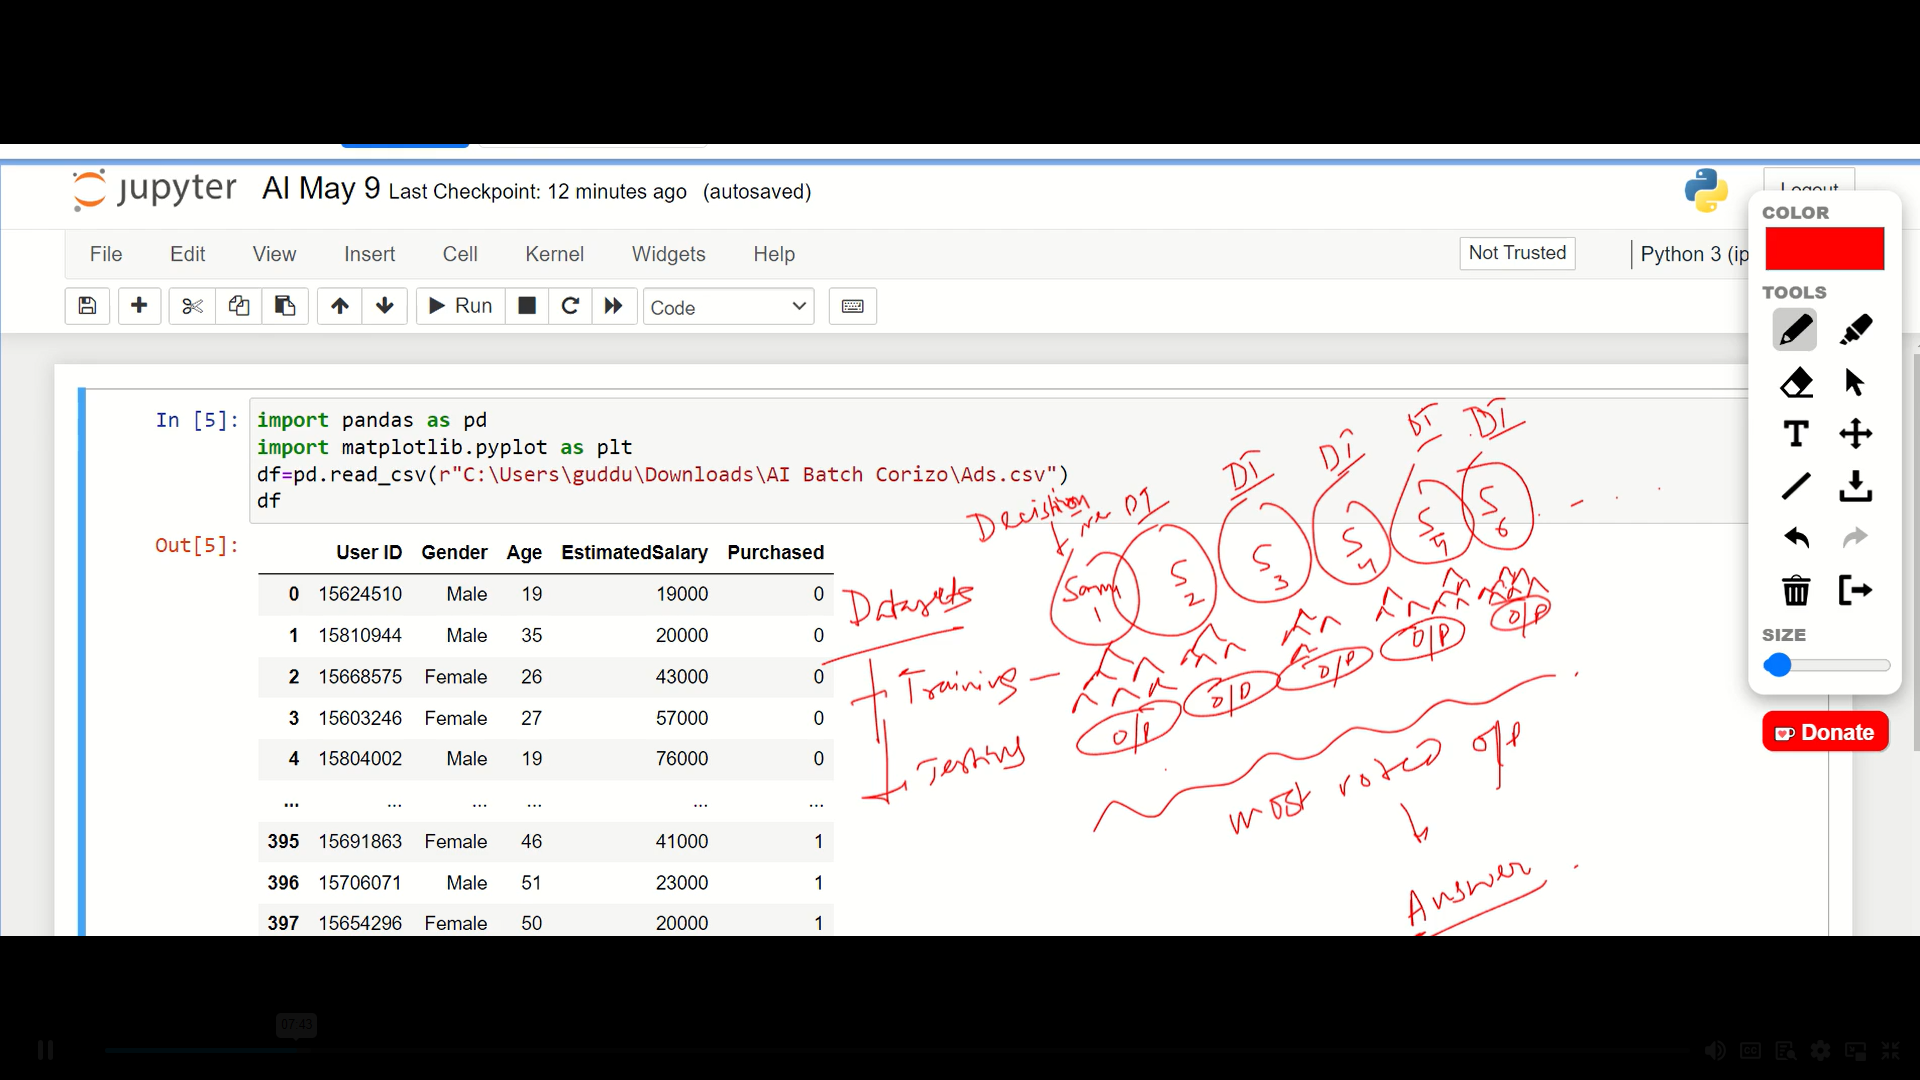 jupyter AI May 9 Last Checkpoint: 12 minutes ago (autosaved)
Logout
File Edit View Insert Cell Kernel Widgets Help Not Trusted Python 3 (ip
Run Code
COLOR
TOOLS
T
SIZE
Donate
In [5]: import pandas as pd
import matplotlib.pyplot as plt
df=pd.read_csv(r"C:\Users\guddu\Downloads\AI Batch Corizo\Ads.csv")
df
Out[5]:
User ID Gender Age EstimatedSalary Purchased
0 15624510 Male 19 19000 0
1 15810944 Male 35 20000 0
2 15668575 Female 26 43000 0
3 15603246 Female 27 57000 0
4 15804002 Male 19 76000 0
... ... ... ... ... ...
395 15691863 Female 46 41000 1
396 15706071 Male 51 23000 1
397 15654296 Female 50 20000 1
DT DT DT DT DT
1 S2 S3 S4 S S6
Datasets
Training
Testing
O/P O/P O/P O/P O/P
most voted O/P
Answer
07:43
CC